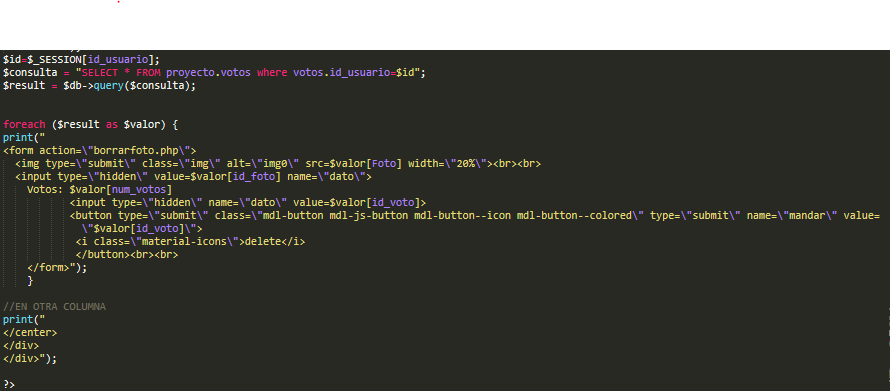 $id=$_SESSION[id_usuario];
$consulta = "SELECT * FROM proyecto.votos where votos.id_usuario=$id";
$result = $db->query($consulta);
foreach ($result as $valor) {
print("
<form action=\"borrarfoto.php\">
<img type=\"submit\" class=\"img\" alt=\"img0\" src=$valor[Foto] width=\"20%\"><br><br>
<input type=\"hidden\" value=$valor[id_foto] name=\"dato\">
Votos: $valor[num_votos]
<input type=\"hidden\" name=\"dato\" value=$valor[id_voto]>
<button type=\"submit\" class=\"mdl-button mdl-js-button mdl-button--icon mdl-button--colored\" type=\"submit\" name=\"mandar\" value=
\"$valor[id_voto]\">
<i class=\"material-icons\">delete</i>
</button><br><br>
</form>");
}
//EN OTRA COLUMNA
print("
</center>
</div>
</div>");
?>